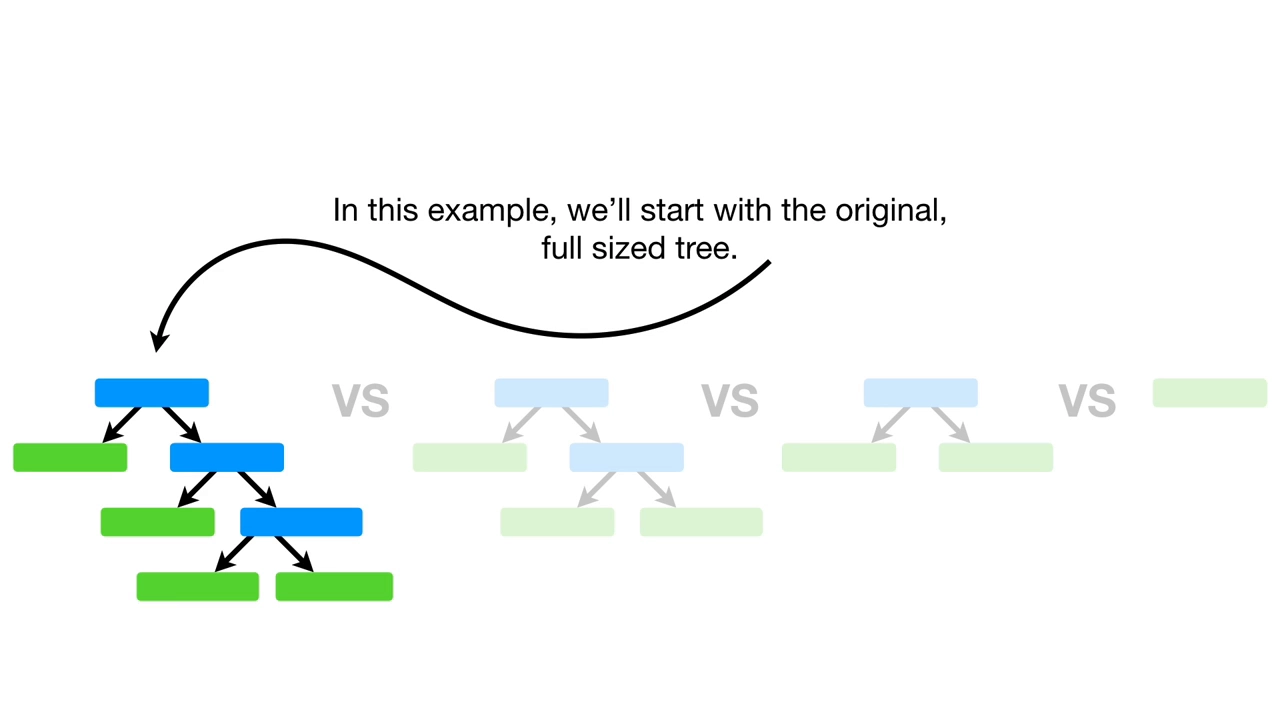 In this example, we’ll start with the original,
full sized tree.
VS
VS
VS